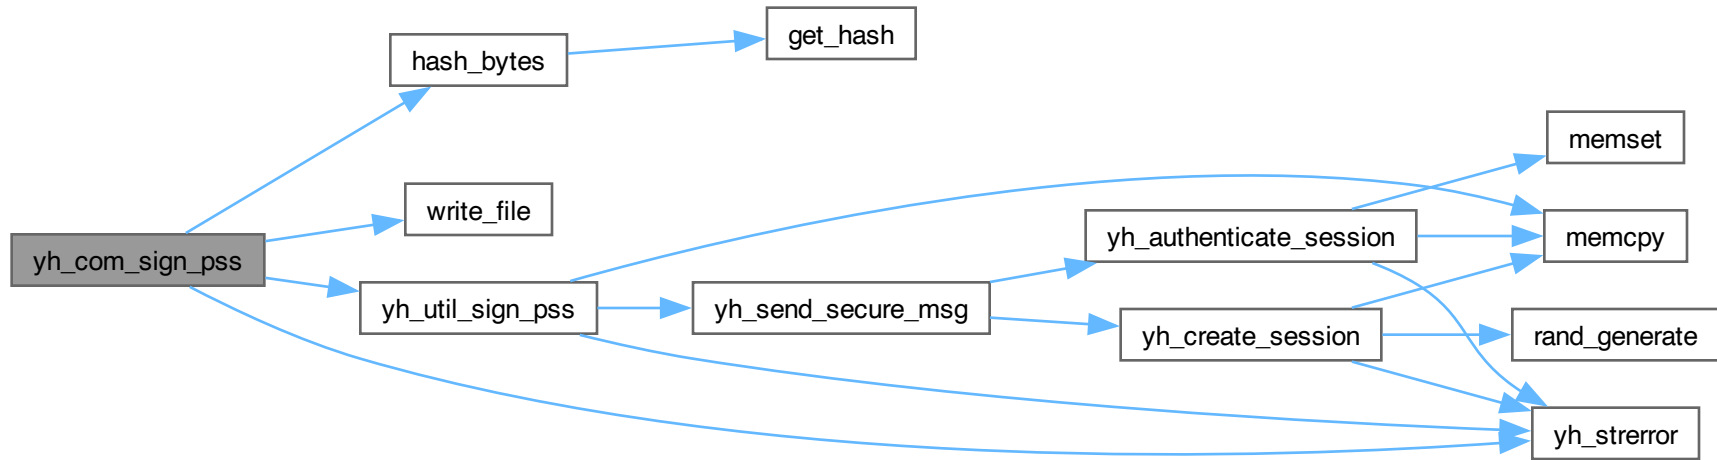 yh_com_sign_pss
hash_bytes
get_hash
write_file
yh_util_sign_pss
yh_send_secure_msg
yh_authenticate_session
yh_create_session
memset
memcpy
rand_generate
yh_strerror